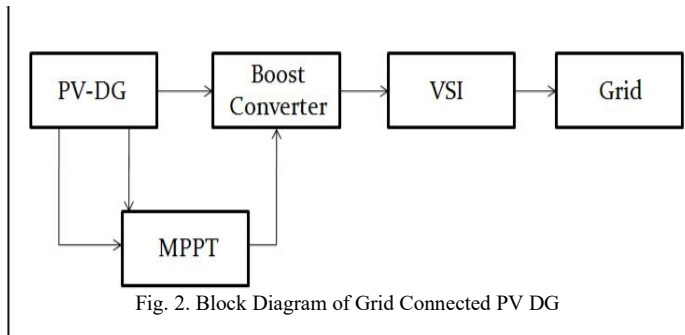 PV-DG
Boost
Converter
VSI
Grid
MPPT
Fig. 2. Block Diagram of Grid Connected PV DG